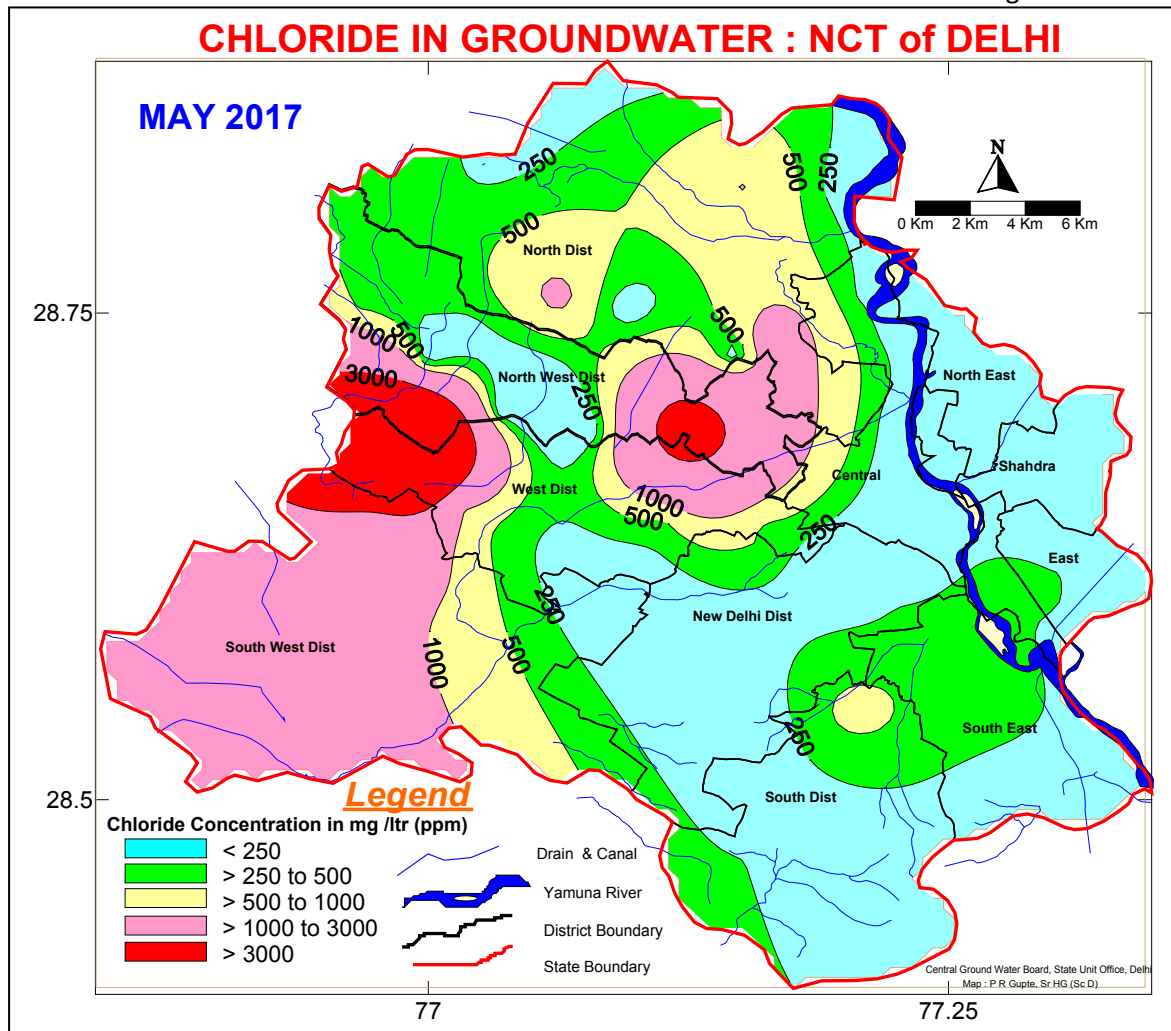 CHLORIDE IN GROUNDWATER : NCT of DELHI
MAY 2017
N
0 Km 2 Km 4 Km 6 Km
250
500
500
250
North Dist
28.75
1000
500
500
3000
North West Dist
250
North East
Shahdra
West Dist
Central
1000
500
250
East
250
New Delhi Dist
South West Dist
1000
500
South East
250
South Dist
28.5
Legend
Chloride Concentration in mg /ltr (ppm)
< 250
> 250 to 500
> 500 to 1000
> 1000 to 3000
> 3000
Drain & Canal
Yamuna River
District Boundary
State Boundary
Central Ground Water Board, State Unit Office, Delhi
Map : P R Gupte, Sr HG (Sc D)
77
77.25